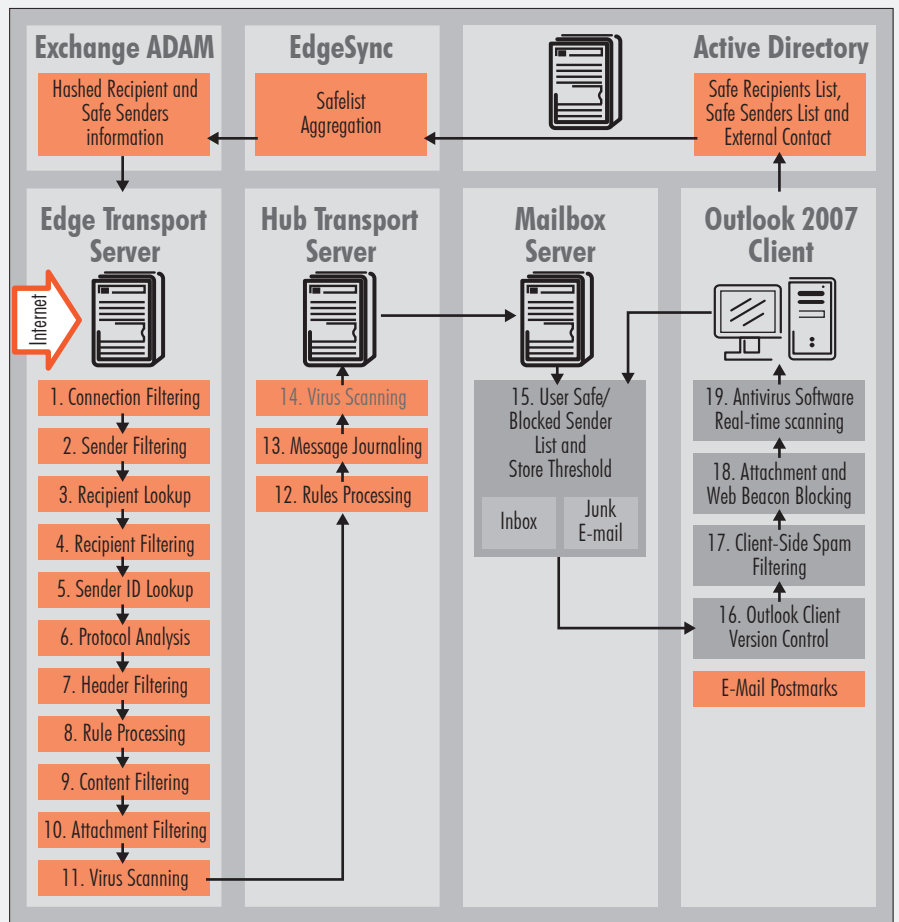 Exchange ADAM
Hashed Recipient and
Safe Senders
information
EdgeSync
Safelist
Aggregation
Active Directory
Safe Recipients List,
Safe Senders List and
External Contact
Edge Transport
Server
Internet
1. Connection Filtering
2. Sender Filtering
3. Recipient Lookup
4. Recipient Filtering
5. Sender ID Lookup
6. Protocol Analysis
7. Header Filtering
8. Rule Processing
9. Content Filtering
10. Attachment Filtering
11. Virus Scanning
Hub Transport
Server
14. Virus Scanning
13. Message Journaling
12. Rules Processing
Mailbox
Server
15. User Safe/
Blocked Sender
List and
Store Threshold
Inbox
Junk
E-mail
Outlook 2007
Client
19. Antivirus Software
Real-time scanning
18. Attachment and
Web Beacon Blocking
17. Client-Side Spam
Filtering
16. Outlook Client
Version Control
E-Mail Postmarks